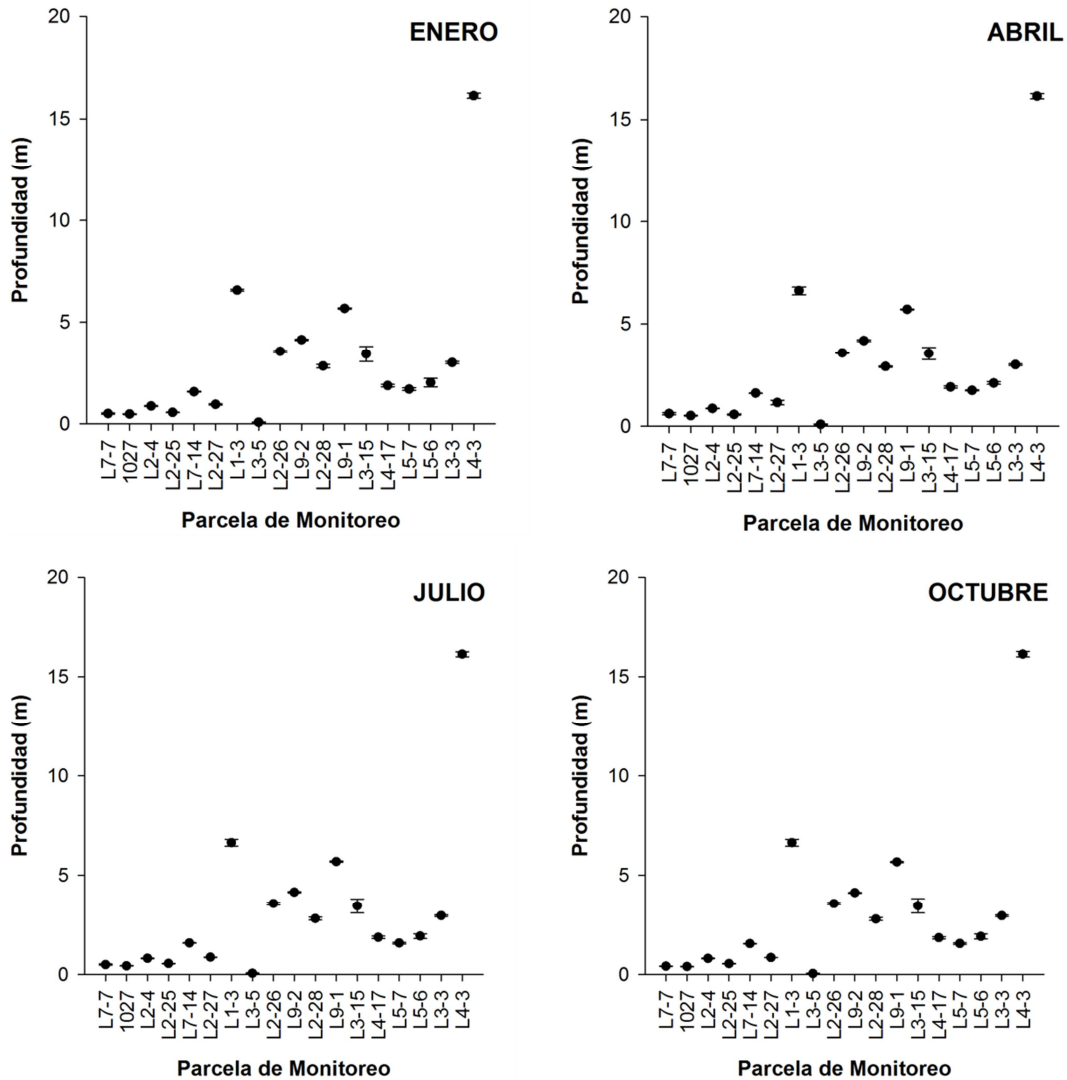 ENERO
Profundidad (m)
20
15
10
5
0
L7-7
1027
L2-4
L2-25
L7-14
L2-27
L1-3
L3-5
L2-26
L9-2
L2-28
L9-1
L3-15
L4-17
L5-7
L5-6
L3-3
L4-3
Parcela de Monitoreo
ABRIL
Profundidad (m)
20
15
10
5
0
L7-7
1027
L2-4
L2-25
L7-14
L2-27
L1-3
L3-5
L2-26
L9-2
L2-28
L9-1
L3-15
L4-17
L5-7
L5-6
L3-3
L4-3
Parcela de Monitoreo
JULIO
Profundidad (m)
20
15
10
5
0
L7-7
1027
L2-4
L2-25
L7-14
L2-27
L1-3
L3-5
L2-26
L9-2
L2-28
L9-1
L3-15
L4-17
L5-7
L5-6
L3-3
L4-3
Parcela de Monitoreo
OCTUBRE
Profundidad (m)
20
15
10
5
0
L7-7
1027
L2-4
L2-25
L7-14
L2-27
L1-3
L3-5
L2-26
L9-2
L2-28
L9-1
L3-15
L4-17
L5-7
L5-6
L3-3
L4-3
Parcela de Monitoreo